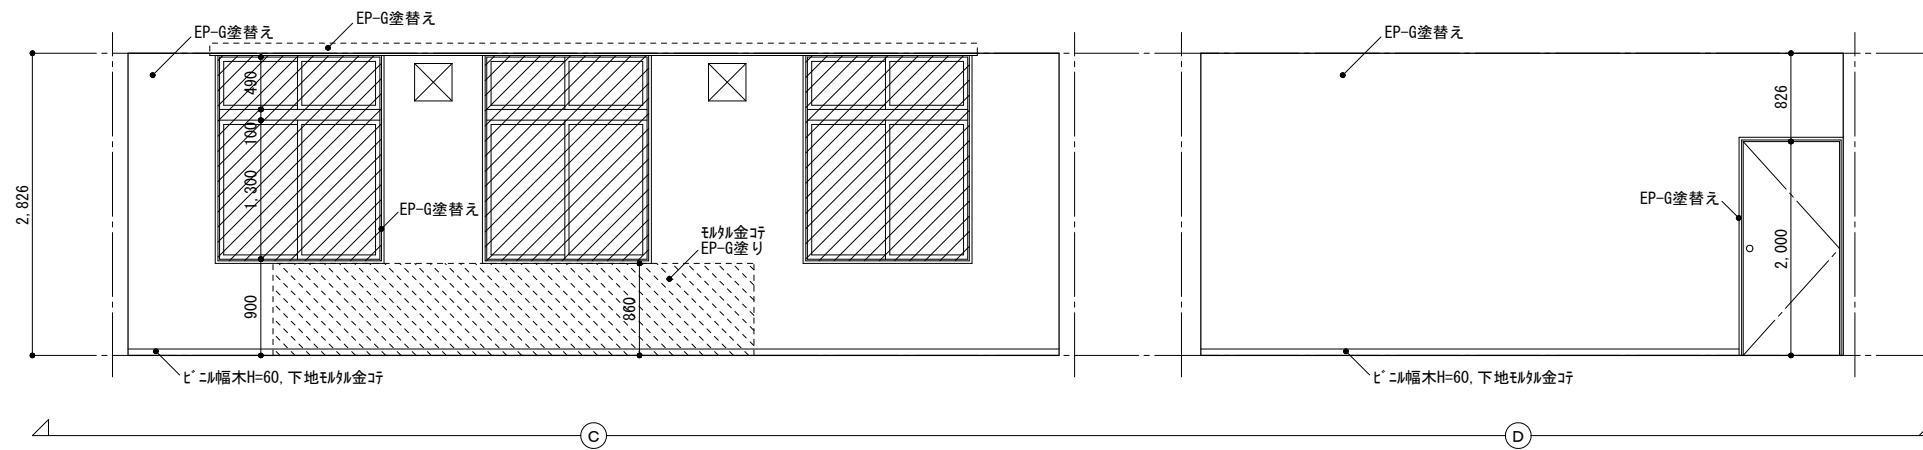 EP-G塗替え
EP-G塗替え
EP-G塗替え
490
826
100
1,300
2,826
EP-G塗替え
EP-G塗替え
ﾓﾙﾀﾙ金ｺﾃ
EP-G塗り
2,000
900
860
ﾋﾞﾆﾙ幅木H=60, 下地ﾓﾙﾀﾙ金ｺﾃ
ﾋﾞﾆﾙ幅木H=60, 下地ﾓﾙﾀﾙ金ｺﾃ
C
D